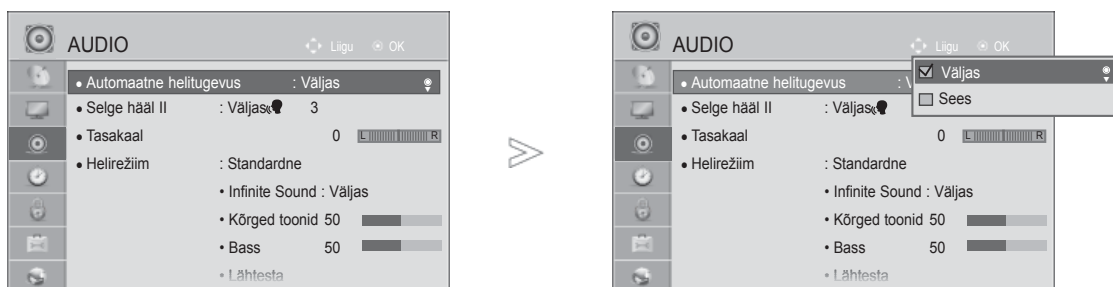 AUDIO
Liigu OK
• Automaatne helitugevus : Väljas
• Selge hääl II : Väljas 3
• Tasakaal 0 L R
• Helirežiim : Standardne
• Infinite Sound : Väljas
• Kõrged toonid 50
• Bass 50
• Lähtesta
AUDIO
Liigu OK
• Automaatne helitugevus : V
Väljas
Sees
• Selge hääl II : Väljas 3
• Tasakaal 0 L R
• Helirežiim : Standardne
• Infinite Sound : Väljas
• Kõrged toonid 50
• Bass 50
• Lähtesta